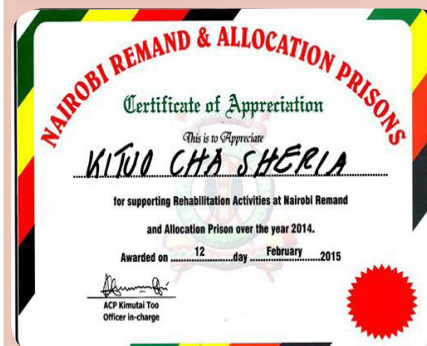 NAIROBI REMAND & ALLOCATION PRISONS
Certificate of Appreciation
This is to Appreciate
KITUO CHA SHERIA
for supporting Rehabilitation Activities at Nairobi Remand
and Allocation Prison over the year 2014.
Awarded on ..........12..........day ......February......2015
ACP Kimutai Too
Officer in-charge